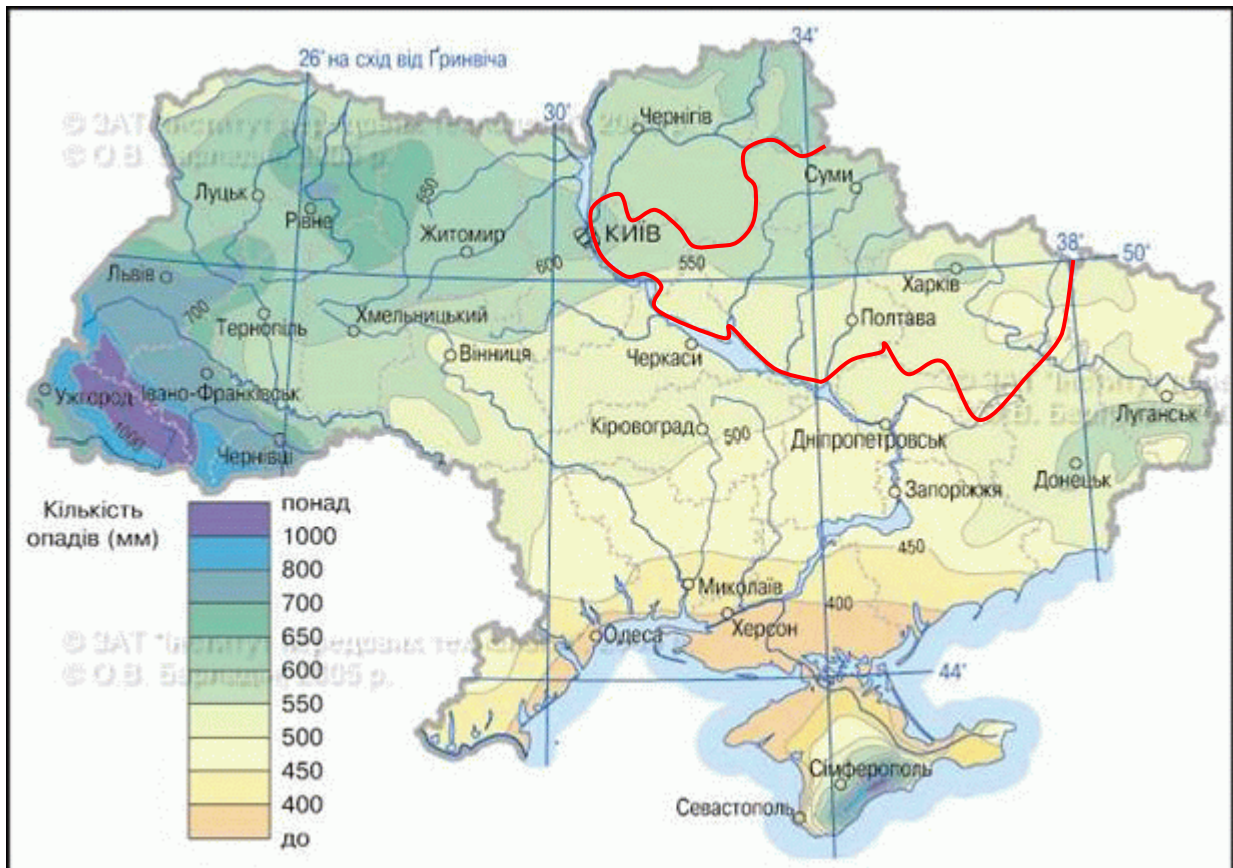 26° на схід від Ґринвіча
34°
30°
Чернігів
Суми
Луцьк
Рівне
650
Житомир
КИЇВ
38°
50°
Львів
600
550
Харків
700
Тернопіль
Хмельницький
Полтава
Вінниця
Черкаси
Ужгород
Івано-Франківськ
Луганськ
1000
Чернівці
Кіровоград
500
Дніпропетровськ
Донецьк
Запоріжжя
450
Кількість
опадів (мм)
понад
1000
800
700
650
600
550
500
450
400
до
Миколаїв
400
Херсон
Одеса
44°
Сімферополь
Севастополь
© О.В.
2005 р.